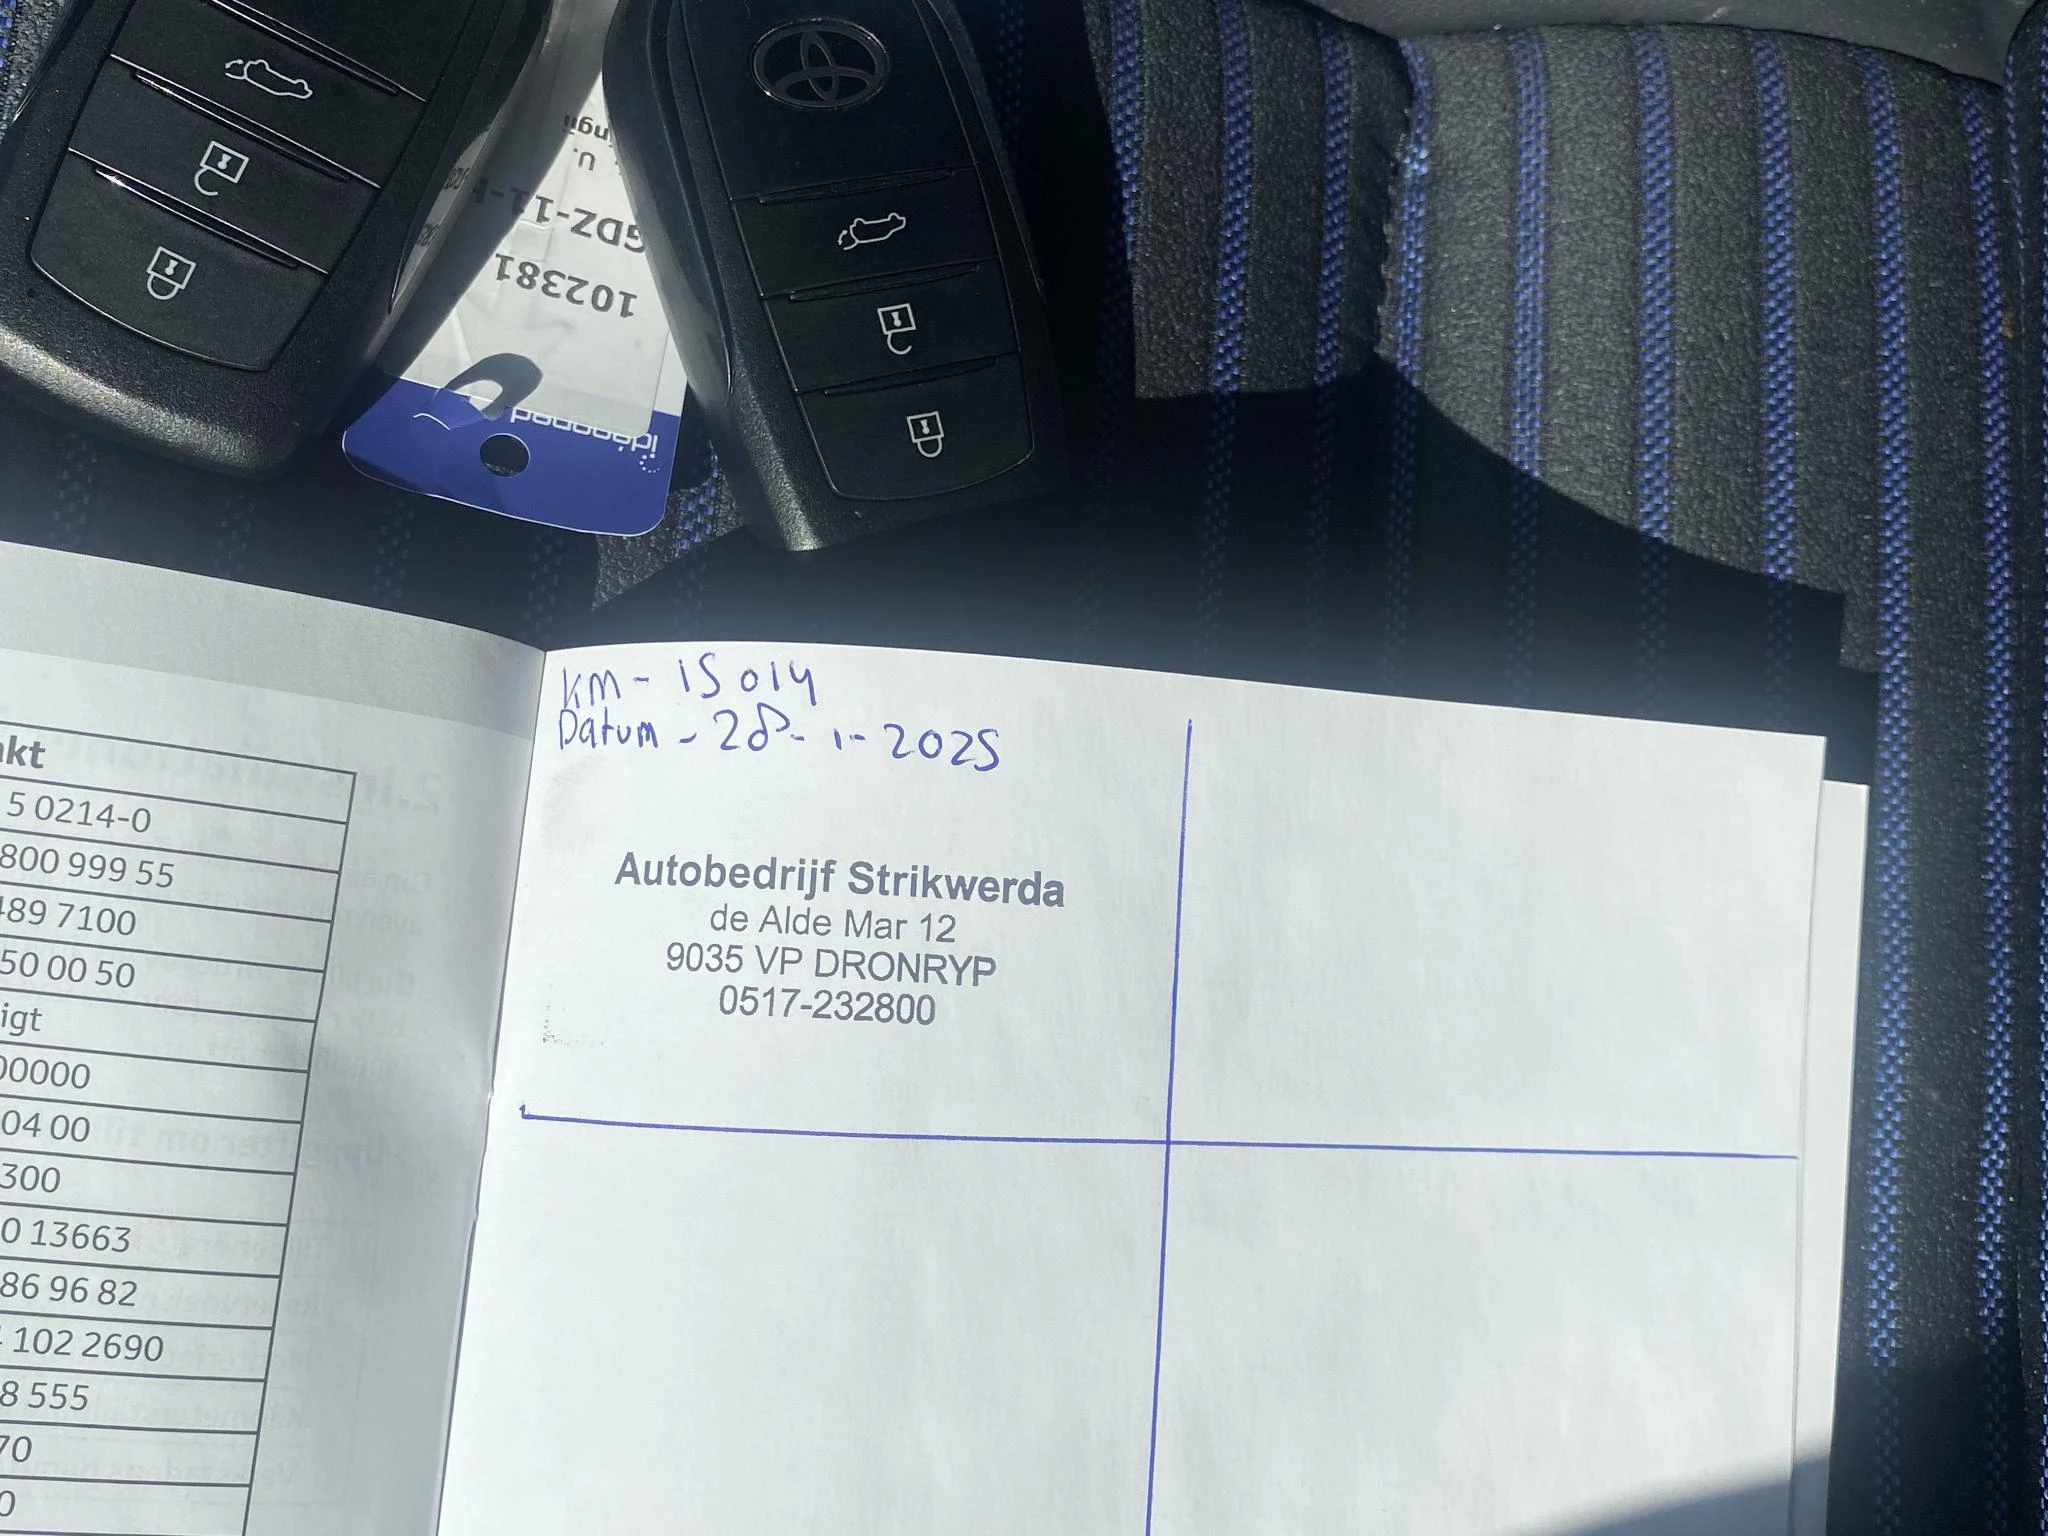 102381
idéepood
km - 15 014
Datum - 28 - 1 - 2025
Autobedrijf Strikwerda
de Alde Mar 12
9035 VP DRONRYP
0517-232800
5 0214-0
800 999 55
489 7100
50 00 50
00000
04 00
300
0 13663
86 96 82
102 2690
8 555
70
0